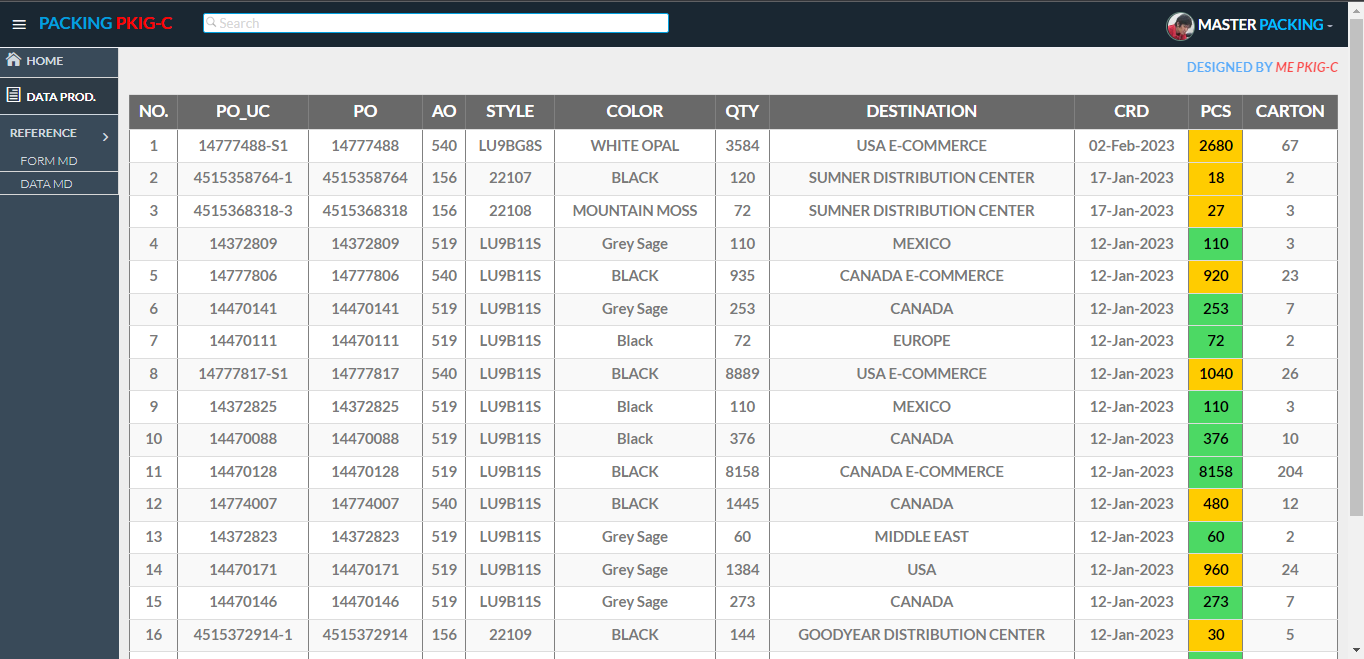 PACKING PKIG-C Search MASTER PACKING
HOME
DESIGNED BY ME PKIG-C
DATA PROD.
REFERENCE
FORM MD
DATA MD
NO. PO_UC PO AO STYLE COLOR QTY DESTINATION CRD PCS CARTON
1 14777488-S1 14777488 540 LU9BG8S WHITE OPAL 3584 USA E-COMMERCE 02-Feb-2023 2680 67
2 4515358764-1 4515358764 156 22107 BLACK 120 SUMNER DISTRIBUTION CENTER 17-Jan-2023 18 2
3 4515368318-3 4515368318 156 22108 MOUNTAIN MOSS 72 SUMNER DISTRIBUTION CENTER 17-Jan-2023 27 3
4 14372809 14372809 519 LU9B11S Grey Sage 110 MEXICO 12-Jan-2023 110 3
5 14777806 14777806 540 LU9B11S BLACK 935 CANADA E-COMMERCE 12-Jan-2023 920 23
6 14470141 14470141 519 LU9B11S Grey Sage 253 CANADA 12-Jan-2023 253 7
7 14470111 14470111 519 LU9B11S Black 72 EUROPE 12-Jan-2023 72 2
8 14777817-S1 14777817 540 LU9B11S BLACK 8889 USA E-COMMERCE 12-Jan-2023 1040 26
9 14372825 14372825 519 LU9B11S Black 110 MEXICO 12-Jan-2023 110 3
10 14470088 14470088 519 LU9B11S Black 376 CANADA 12-Jan-2023 376 10
11 14470128 14470128 519 LU9B11S BLACK 8158 CANADA E-COMMERCE 12-Jan-2023 8158 204
12 14774007 14774007 540 LU9B11S BLACK 1445 CANADA 12-Jan-2023 480 12
13 14372823 14372823 519 LU9B11S Grey Sage 60 MIDDLE EAST 12-Jan-2023 60 2
14 14470171 14470171 519 LU9B11S Grey Sage 1384 USA 12-Jan-2023 960 24
15 14470146 14470146 519 LU9B11S Grey Sage 273 CANADA 12-Jan-2023 273 7
16 4515372914-1 4515372914 156 22109 BLACK 144 GOODYEAR DISTRIBUTION CENTER 12-Jan-2023 30 5